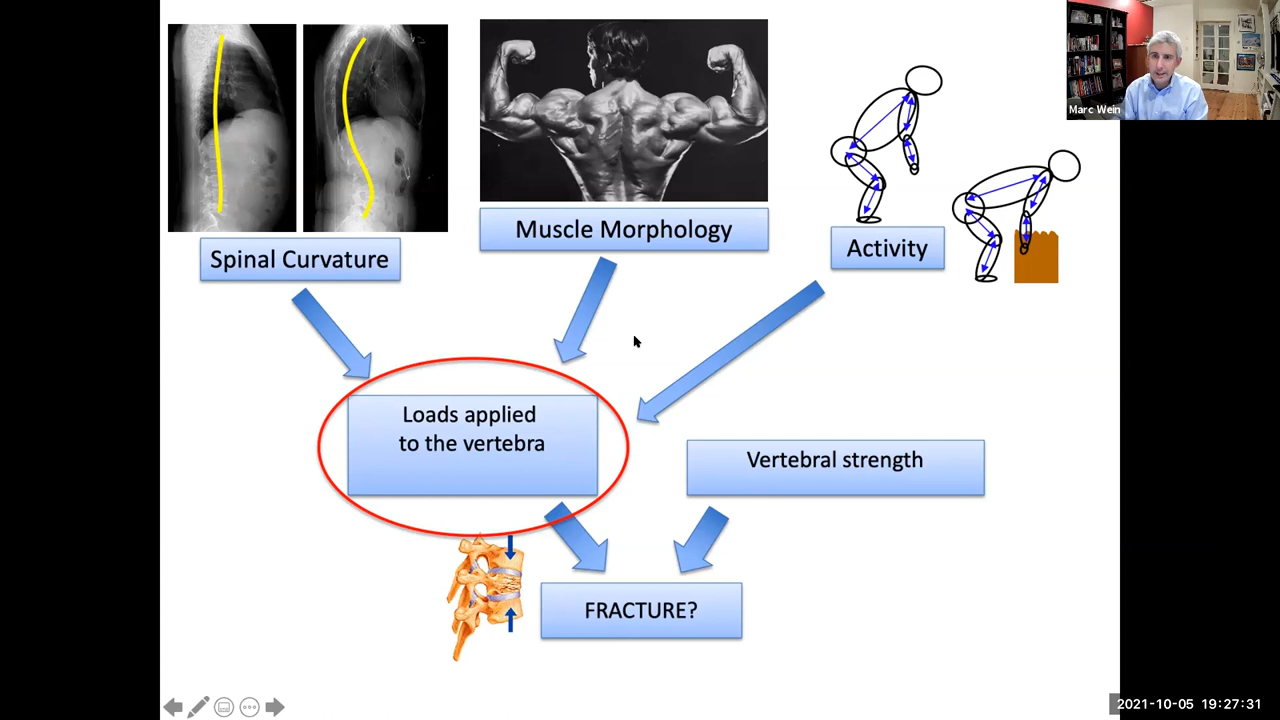 Marc Wein
Muscle Morphology
Activity
Spinal Curvature
Loads applied
to the vertebra
Vertebral strength
FRACTURE?
2021-10-05 19:27:31